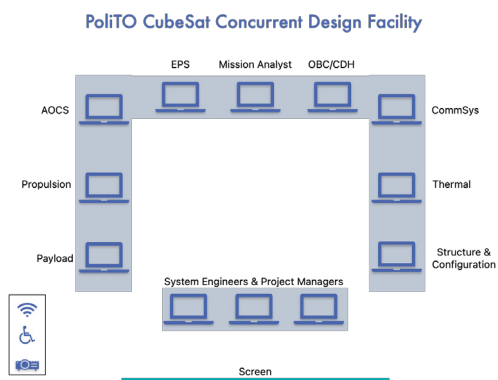 PoliTO CubeSat Concurrent Design Facility
EPS
Mission Analyst
OBC/CDH
AOCS
CommSys
Propulsion
Thermal
Payload
Structure &
Configuration
System Engineers & Project Managers
Screen